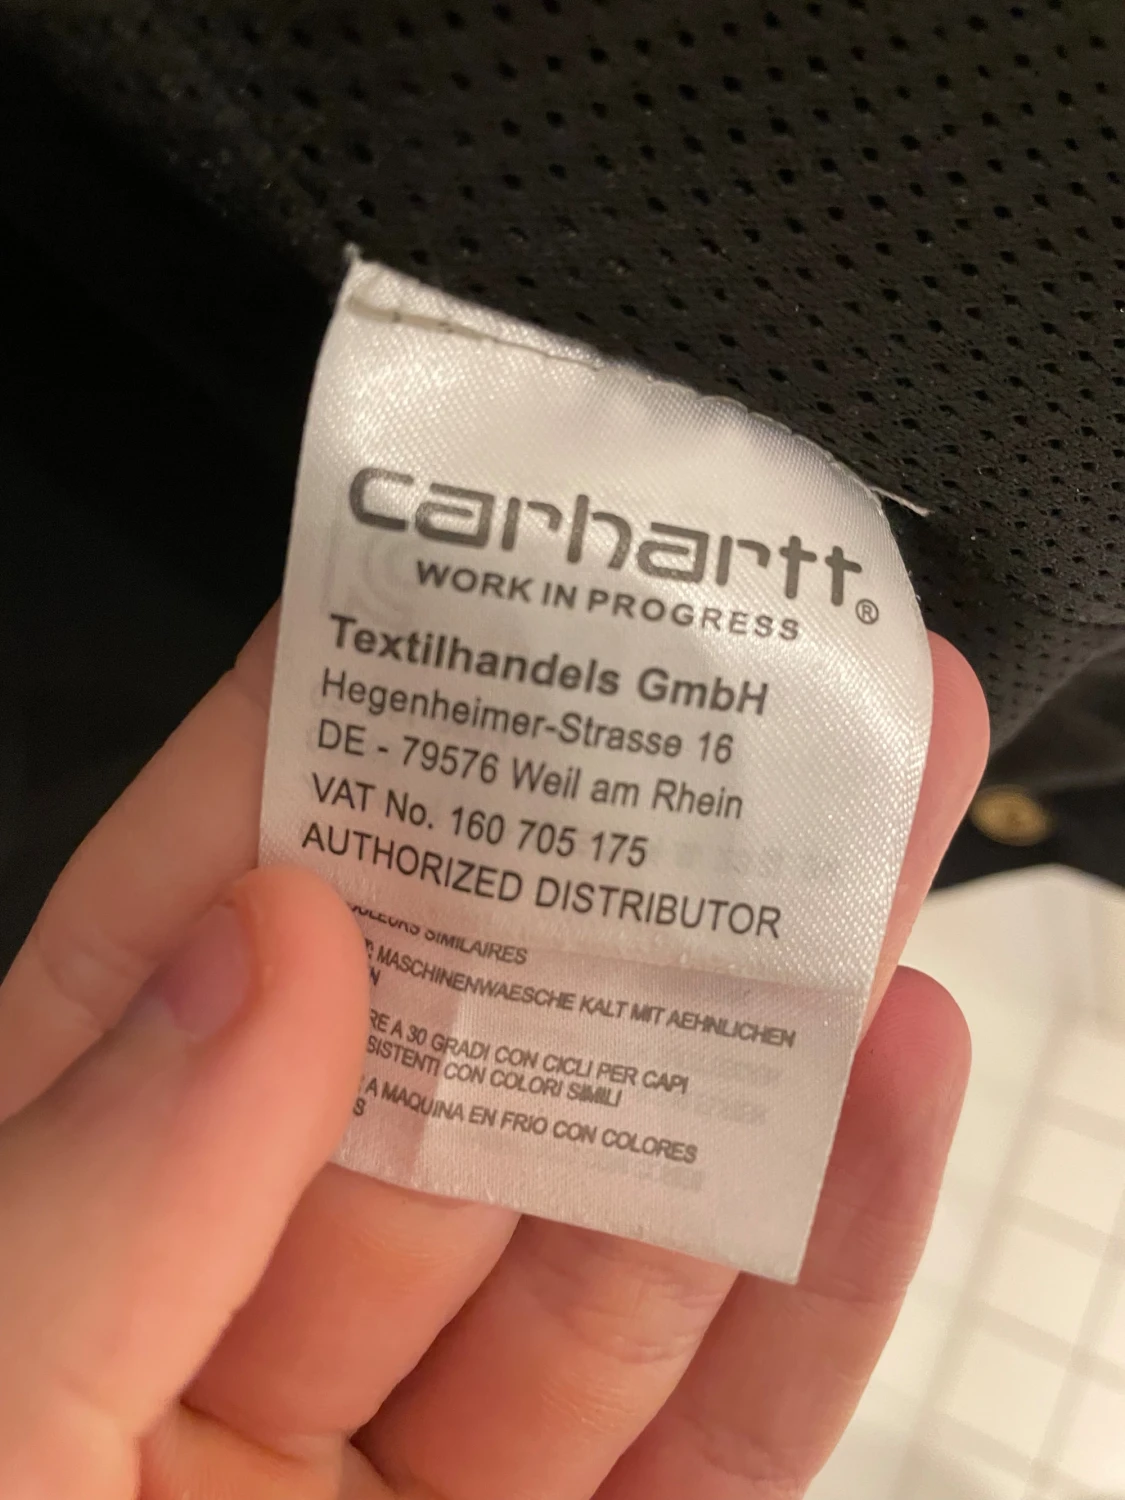 carhartt®
WORK IN PROGRESS
Textilhandels GmbH
Hegenheimer-Strasse 16
DE - 79576 Weil am Rhein
VAT No. 160 705 175
AUTHORIZED DISTRIBUTOR
SIMILAIRES
MASCHINENWAESCHE KALT MIT AEHNLICHEN
A 30 GRADI CON CICLI PER CAPI
CON COLORI SIMILI
A MAQUINA EN FRIO CON COLORES